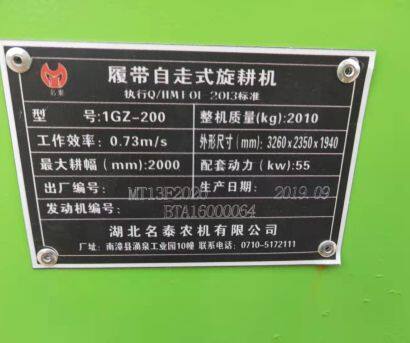 名泰
履带自走式旋耕机
执行Q/HMT 01-2013标准
型 号:1GZ-200 整机质量(kg):2010
工作效率: 0.73m/s 外形尺寸(mm): 3260x2350x1940
最大耕幅(mm):2000 配套动力(kw):55
出厂编号: MT13F2020 生产日期: 2019.09
发动机编号: BTA16000064
湖北名泰农机有限公司
厂址: 南漳县涌泉工业园10幢 联系电话: 0710-5172111